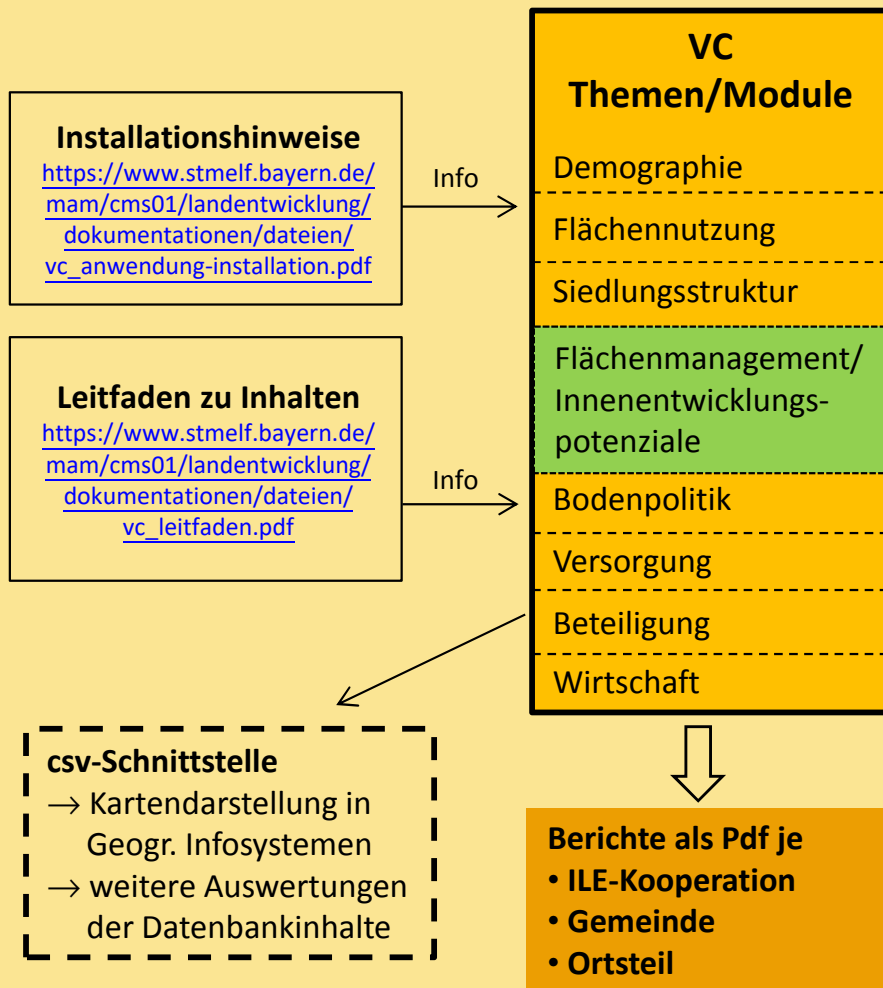 Installationshinweise
https://www.stmelf.bayern.de/
mam/cms01/landentwicklung/
dokumentationen/dateien/
vc_anwendung-installation.pdf
Info
Leitfaden zu Inhalten
https://www.stmelf.bayern.de/
mam/cms01/landentwicklung/
dokumentationen/dateien/
vc_leitfaden.pdf
Info
VC
Themen/Module
Demographie
Flächennutzung
Siedlungsstruktur
Flächenmanagement/
Innenentwicklungs-
potenziale
Bodenpolitik
Versorgung
Beteiligung
Wirtschaft
csv-Schnittstelle
→ Kartendarstellung in
Geogr. Infosystemen
→ weitere Auswertungen
der Datenbankinhalte
Berichte als Pdf je
• ILE-Kooperation
• Gemeinde
• Ortsteil